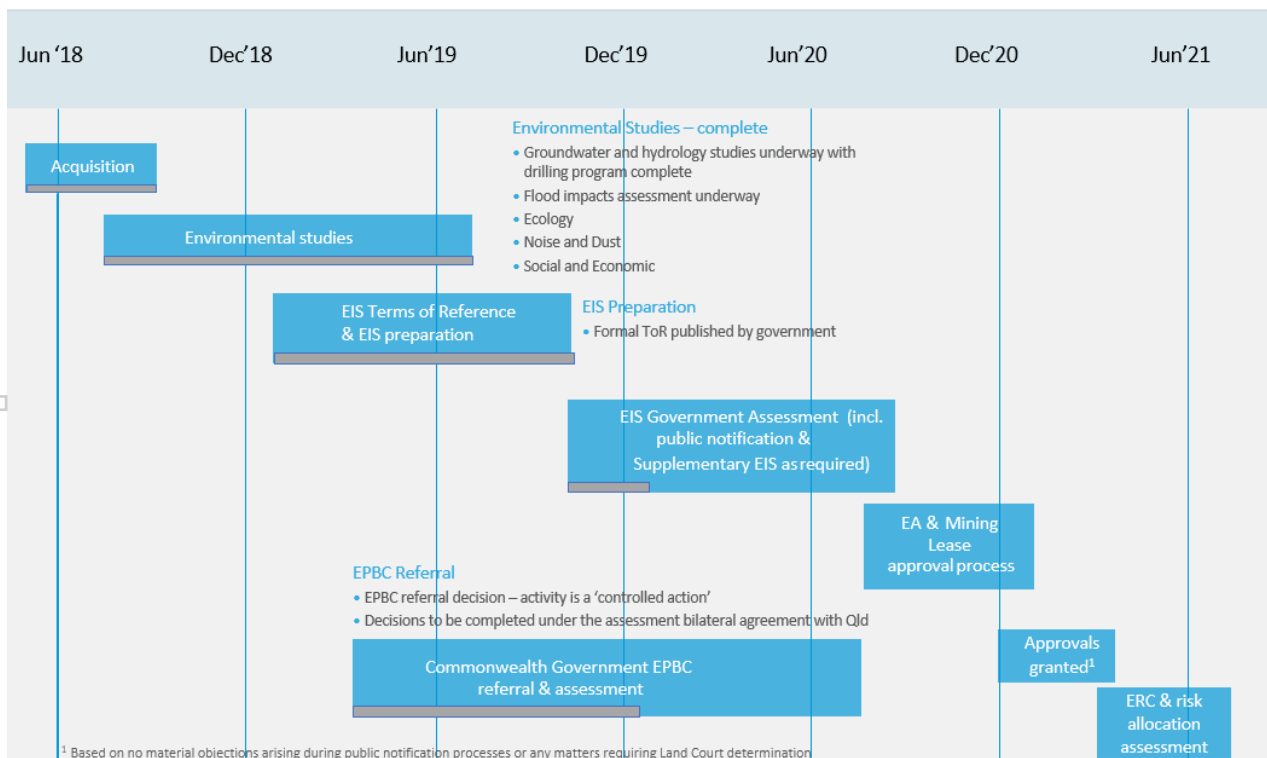 Jun ‘18 Dec’18 Jun’19 Dec’19 Jun’20 Dec’20 Jun’21
Acquisition
Environmental Studies – complete
• Groundwater and hydrology studies underway with
drilling program complete
• Flood impacts assessment underway
• Ecology
• Noise and Dust
• Social and Economic
Environmental studies
EIS Terms of Reference
& EIS preparation
EIS Preparation
• Formal ToR published by government
EIS Government Assessment (incl.
public notification &
Supplementary EIS as required)
EA & Mining
Lease
approval process
EPBC Referral
• EPBC referral decision – activity is a ‘controlled action’
• Decisions to be completed under the assessment bilateral agreement with Qld
Commonwealth Government EPBC
referral & assessment
Approvals
granted¹
ERC & risk
allocation
assessment
¹ Based on no material objections arising during public notification processes or any matters requiring Land Court determination